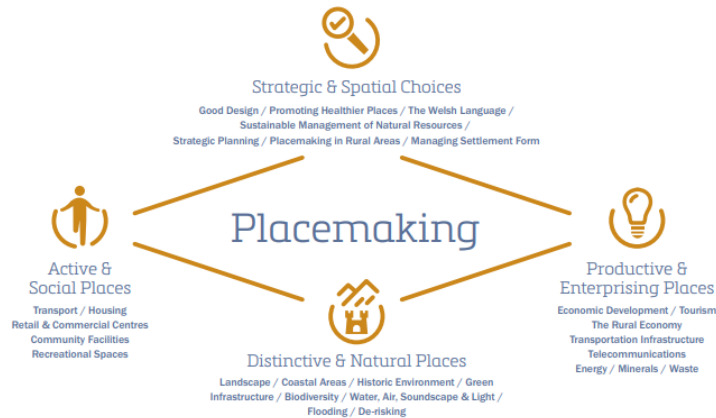 Strategic & Spatial Choices
Good Design / Promoting Healthier Places / The Welsh Language /
Sustainable Management of Natural Resources /
Strategic Planning / Placemaking in Rural Areas / Managing Settlement Form
Placemaking
Active &
Social Places
Transport / Housing
Retail & Commercial Centres
Community Facilities
Recreational Spaces
Productive &
Enterprising Places
Economic Development / Tourism
The Rural Economy
Transportation Infrastructure
Telecommunications
Energy / Minerals / Waste
Distinctive & Natural Places
Landscape / Coastal Areas / Historic Environment / Green
Infrastructure / Biodiversity / Water, Air, Soundscape & Light /
Flooding / De-risking